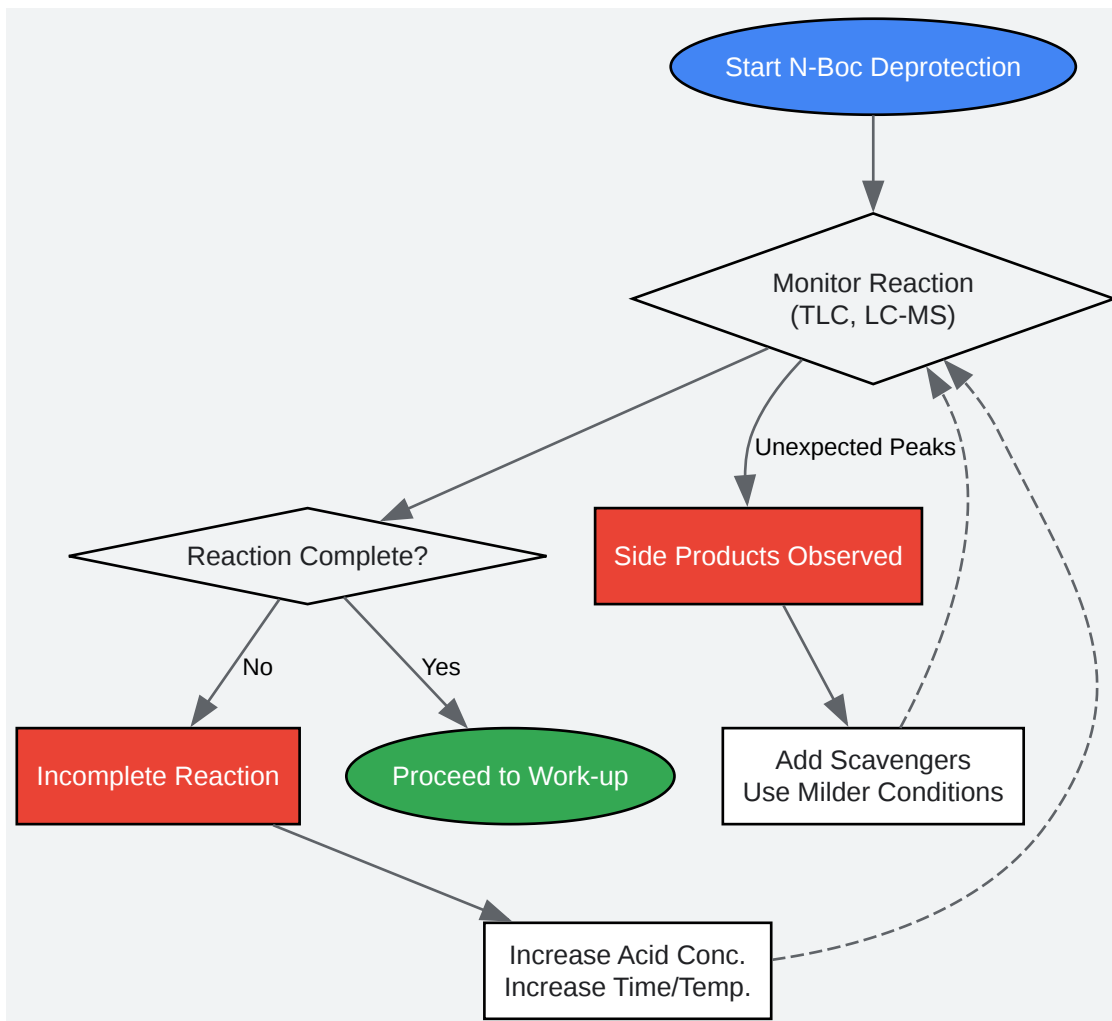 Start N-Boc Deprotection
Monitor Reaction
(TLC, LC-MS)
Unexpected Peaks
Reaction Complete?
Side Products Observed
No
Yes
Incomplete Reaction
Proceed to Work-up
Add Scavengers
Use Milder Conditions
Increase Acid Conc.
Increase Time/Temp.